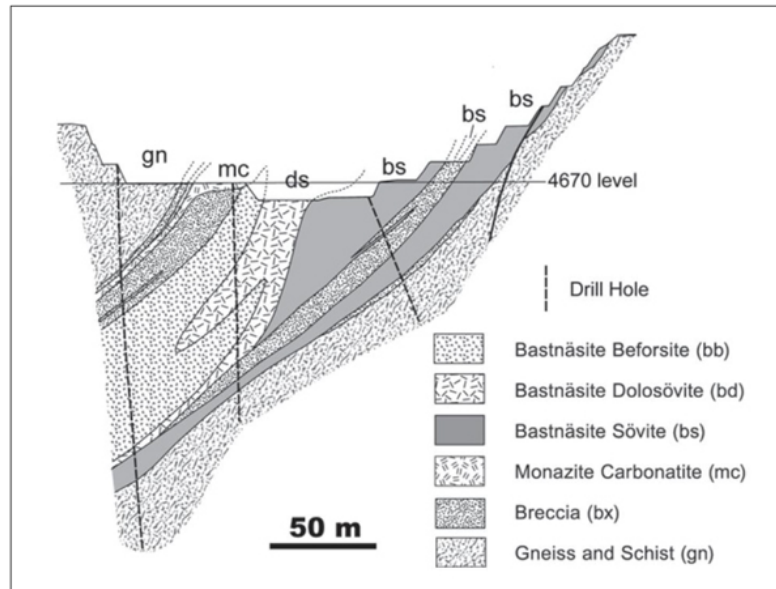 bs
bs
gn
mc
bs
ds
4670 level
Drill Hole
Bastnäsite Beforsite (bb)
Bastnäsite Dolosövite (bd)
Bastnäsite Sövite (bs)
Monazite Carbonatite (mc)
Breccia (bx)
Gneiss and Schist (gn)
50 m